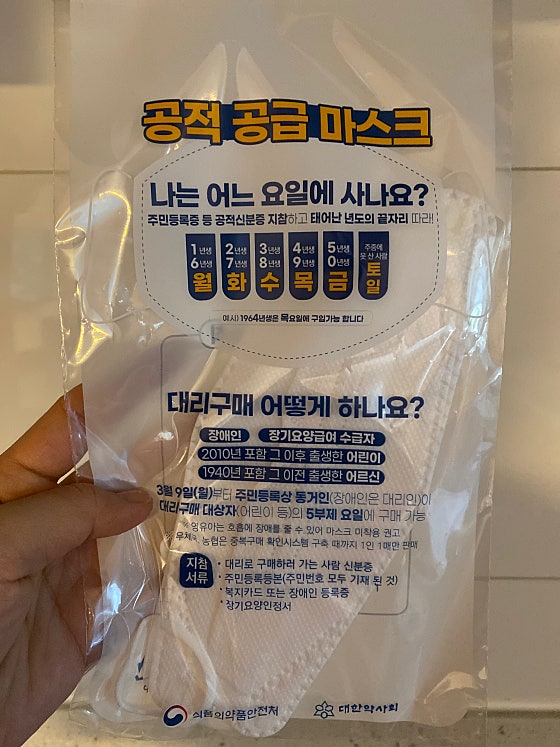 공적 공급 마스크
나는 어느 요일에 사나요?
주민등록증 등 공적신분증 지참하고 태어난 년도의 끝자리 따라!
1년생 2년생 3년생 4년생 5년생 주중에
6년생 7년생 8년생 9년생 0년생 못 산 사람
월 화 수 목 금 토 일
예시) 1964년생은 목요일에 구입가능 합니다
대리구매 어떻게 하나요?
장애인 장기요양급여 수급자
2010년 포함 그 이후 출생한 어린이
1940년 포함 그 이전 출생한 어르신
3월 9일(월)부터 주민등록상 동거인(장애인은 대리인)이
대리구매 대상자(어린이 등)의 5부제 요일에 구매 가능
※ 영유아는 호흡에 장애를 줄 수 있어 마스크 미착용 권고
※ 우체국, 농협은 중복구매 확인시스템 구축 때까지 1인 1매만 판매
지참 서류
• 대리로 구매하러 가는 사람 신분증
• 주민등록등본(주민번호 모두 기재 된 것)
• 복지카드 또는 장애인 등록증
• 장기요양인정서
식품의약품안전처 대한약사회